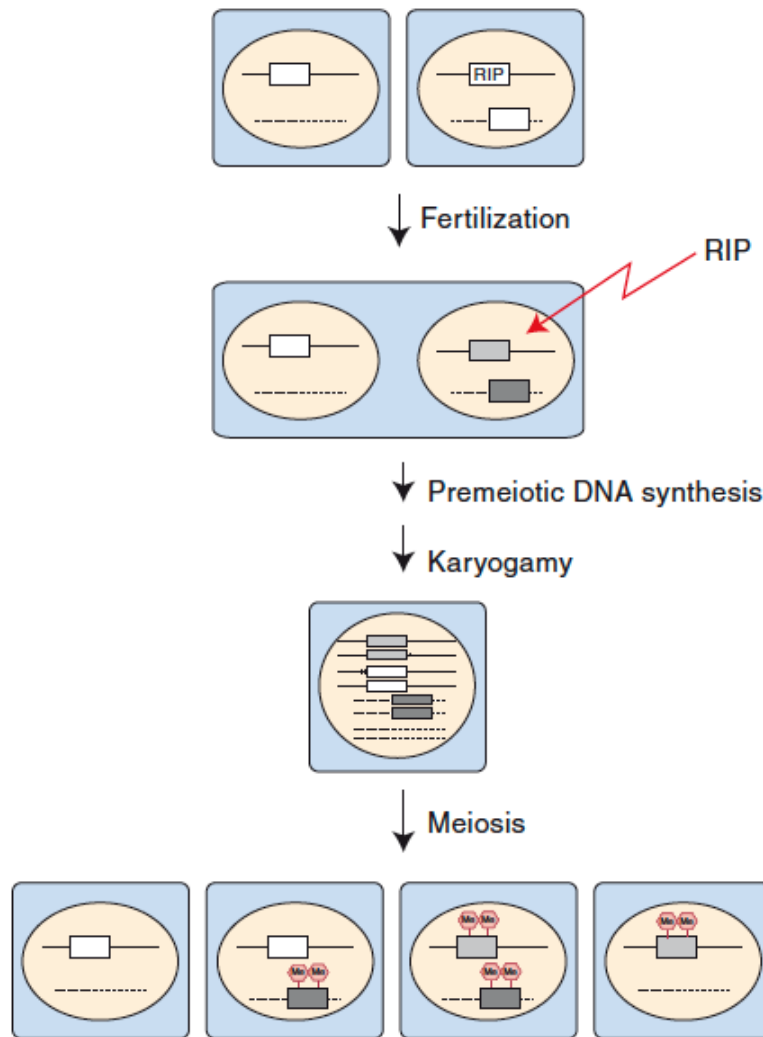 RIP
Fertilization
RIP
Premeiotic DNA synthesis
Karyogamy
Meiosis
Me Me
Me Me
Me Me
Me Me